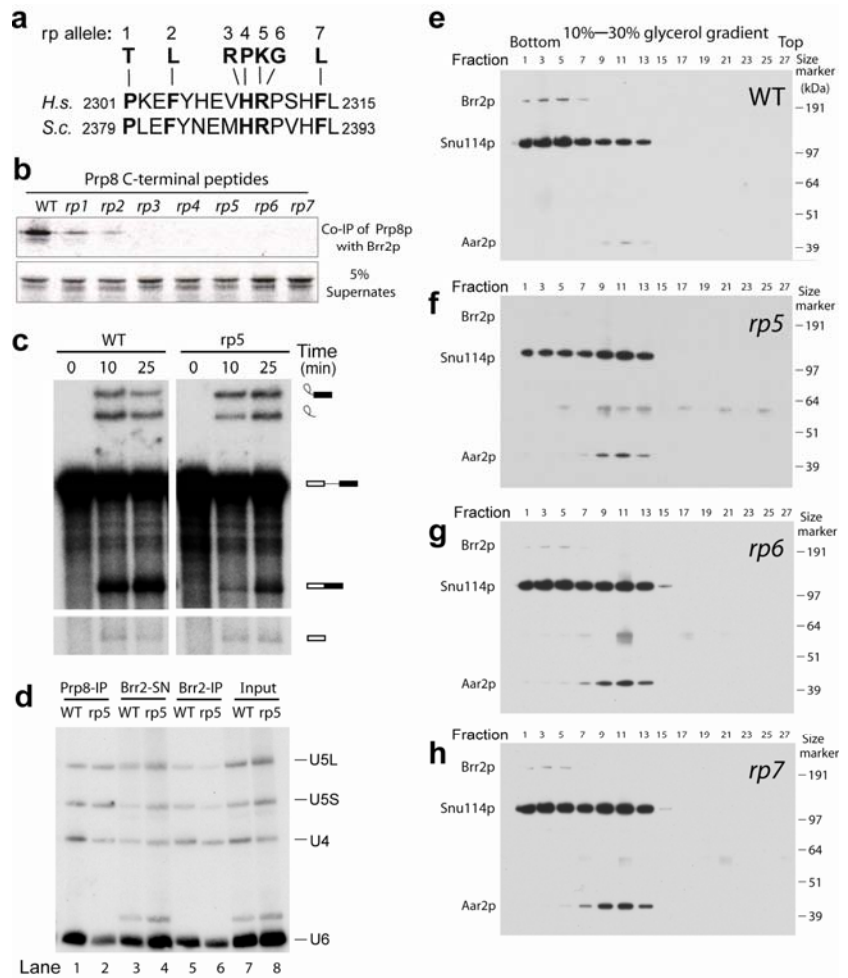 a
rp allele: 1 2 3 4 5 6 7
T L RPKG L
H.s. 2301 PKEFYHEVHRPSHFL 2315
S.c. 2379 PLEFYNEMHRPVHFL 2393
b
Prp8 C-terminal peptides
WT rp1 rp2 rp3 rp4 rp5 rp6 rp7
Co-IP of Prp8p
with Brr2p
5%
Supernates
c
WT rp5 Time
0 10 25 0 10 25 (min)
d
Prp8-IP Brr2-SN Brr2-IP Input
WT rp5 WT rp5 WT rp5 WT rp5
U5L
U5S
U4
U6
Lane 1 2 3 4 5 6 7 8
e
10%—30% glycerol gradient
Bottom Top
Fraction 1 3 5 7 9 11 13 15 17 19 21 23 25 27 Size
marker
(kDa)
WT
Brr2p
191
Snu114p
97
64
51
Aar2p
39
Fraction 1 3 5 7 9 11 13 15 17 19 21 23 25 27 Size
marker
f
rp5
Brr2p
191
Snu114p
97
64
51
Aar2p
39
Fraction 1 3 5 7 9 11 13 15 17 19 21 23 25 27 Size
marker
g
rp6
Brr2p
191
Snu114p
97
64
51
Aar2p
39
Fraction 1 3 5 7 9 11 13 15 17 19 21 23 25 27 Size
marker
h
rp7
Brr2p
191
Snu114p
97
64
51
Aar2p
39